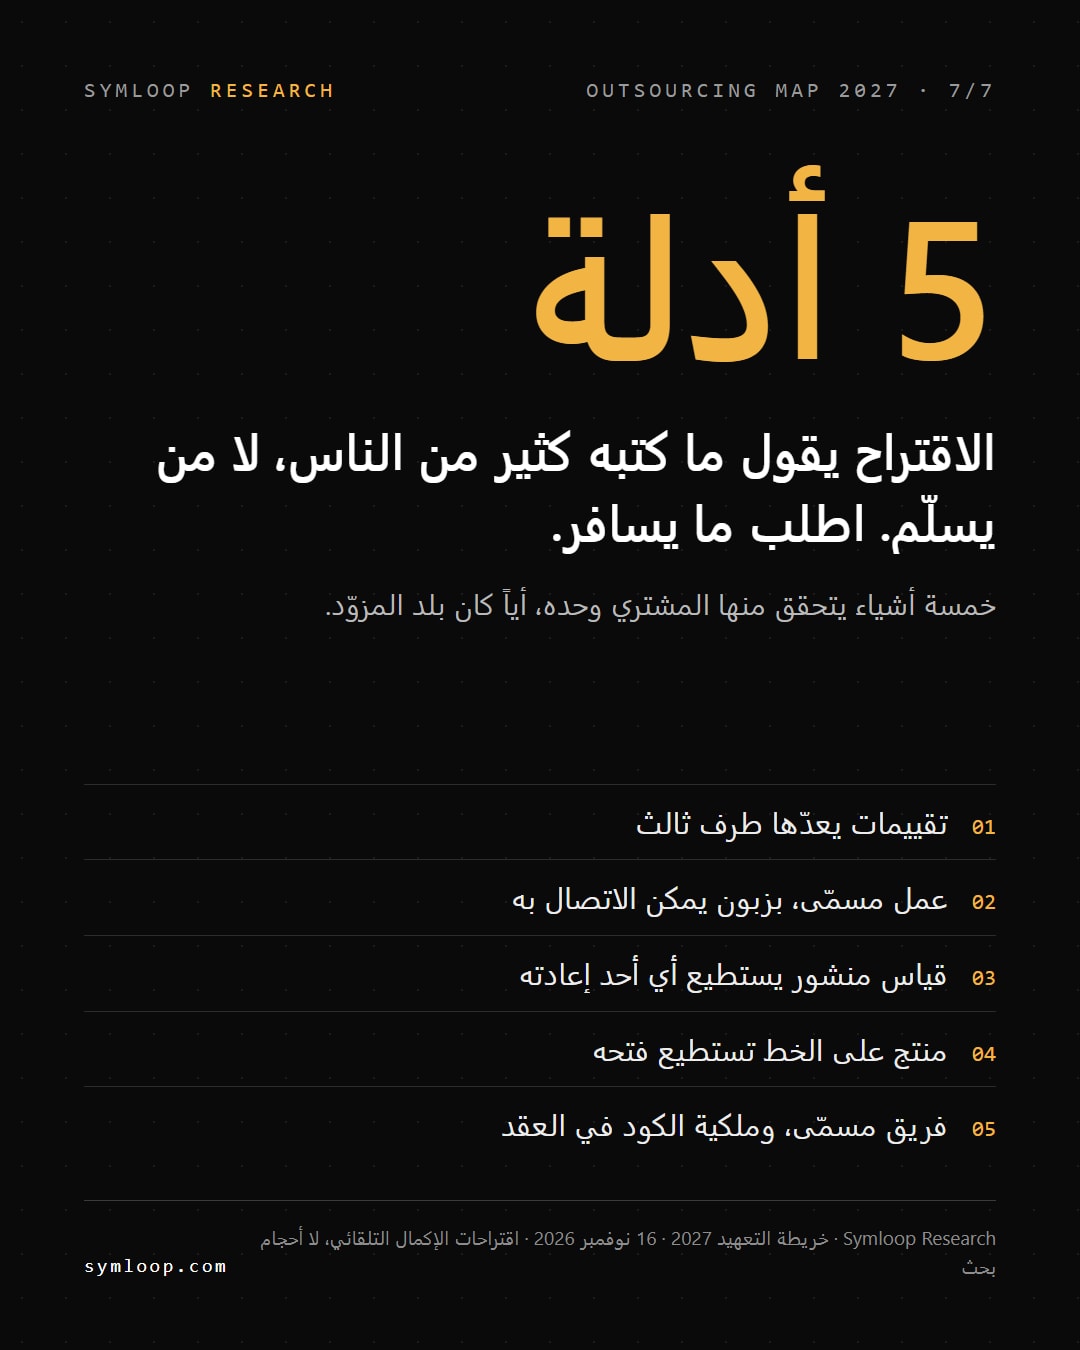 SYMLOOP RESEARCH
OUTSOURCING MAP 2027 · 7/7
5 أدلة
الاقتراح يقول ما كتبه كثير من الناس، لا من
يسلّم. اطلب ما يسافر.
خمسة أشياء يتحقق منها المشتري وحده، أياً كان بلد المزوّد.
01 تقييمات يعدّها طرف ثالث
02 عمل مسمّى، بزبون يمكن الاتصال به
03 قياس منشور يستطيع أي أحد إعادته
04 منتج على الخط تستطيع فتحه
05 فريق مسمّى، وملكية الكود في العقد
Symloop Research · خريطة التعهيد 2027 · 16 نوفمبر 2026 · اقتراحات الإكمال التلقائي، لا أحجام
بحث
symloop.com